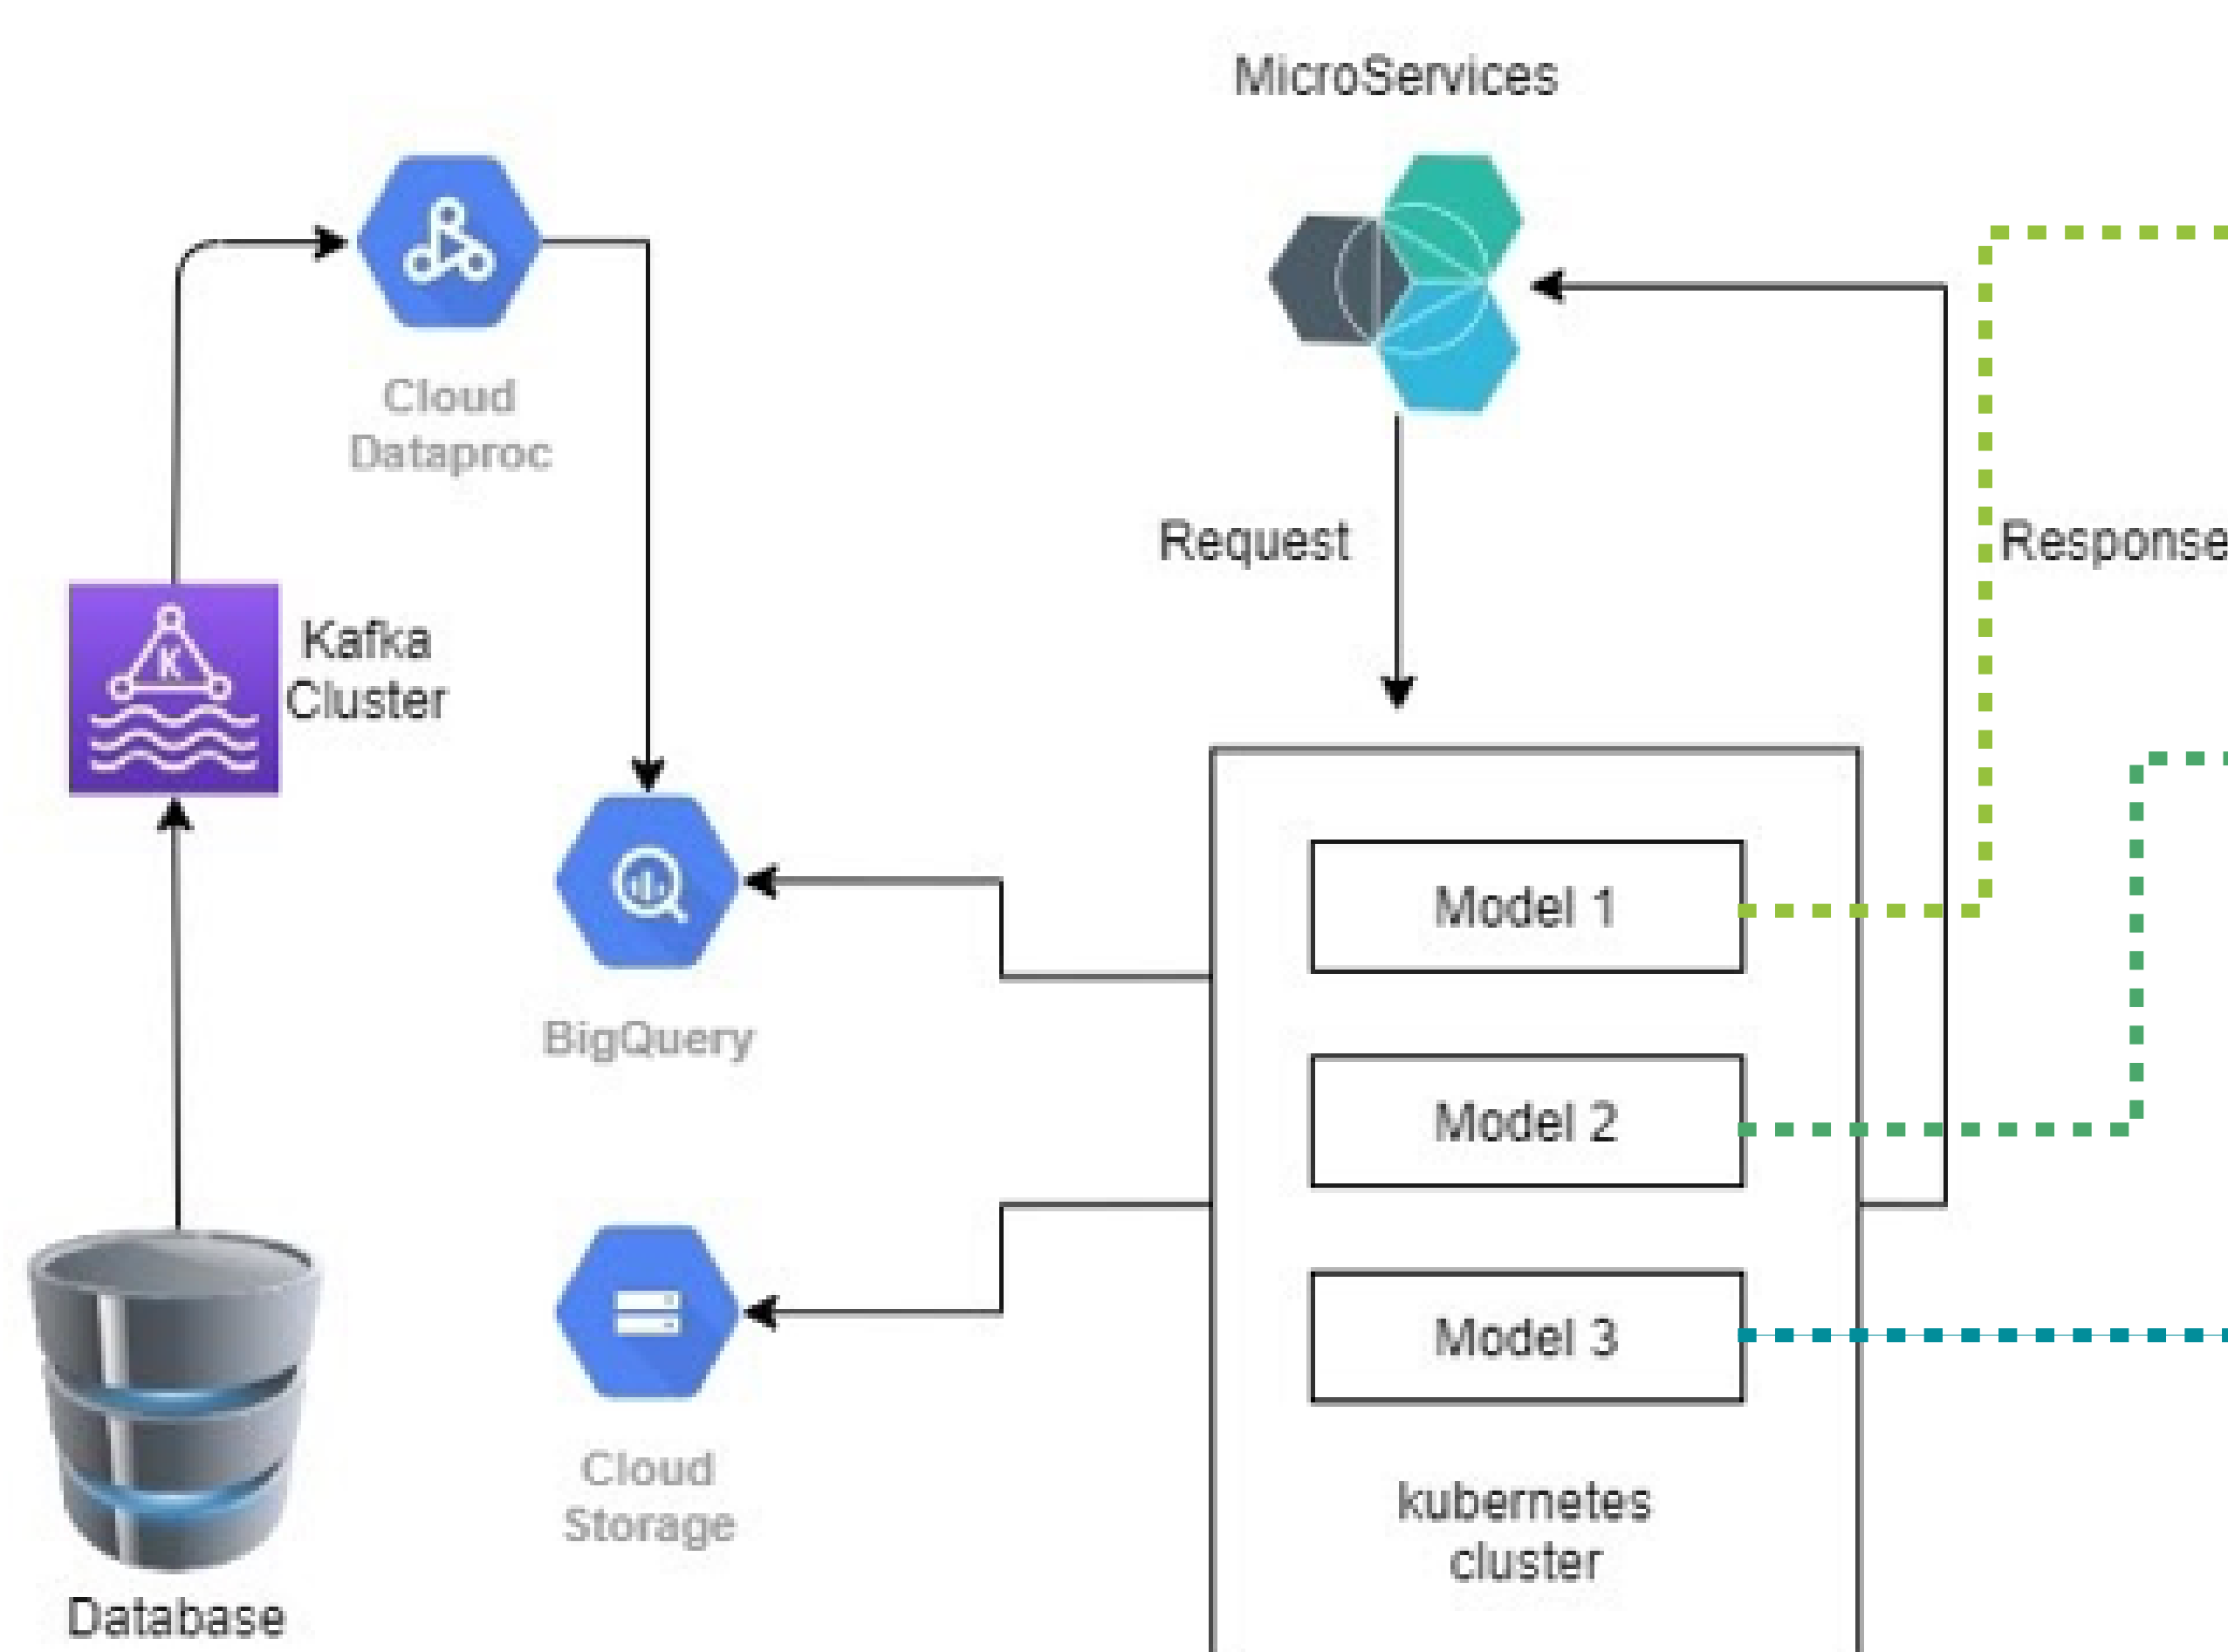 MicroServices
Cloud
Dataproc
Request
Response
Kafka
Cluster
K
Model 1
BigQuery
Model 2
Model 3
Cloud
Storage
kubernetes
cluster
Database